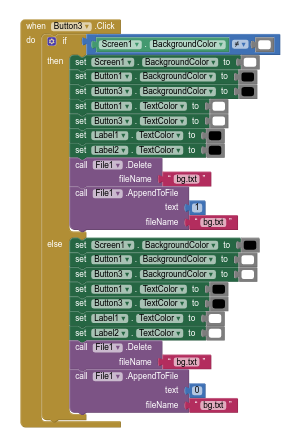 when Button3 .Click
do if Screen1 . BackgroundColor ≠
then set Screen1 . BackgroundColor to
set Button1 . BackgroundColor to
set Button3 . BackgroundColor to
set Button1 . TextColor to
set Button3 . TextColor to
set Label1 . TextColor to
set Label2 . TextColor to
call File1 .Delete
fileName " bg.txt "
call File1 .AppendToFile
text 1
fileName " bg.txt "
else set Screen1 . BackgroundColor to
set Button1 . BackgroundColor to
set Button3 . BackgroundColor to
set Button1 . TextColor to
set Button3 . TextColor to
set Label1 . TextColor to
set Label2 . TextColor to
call File1 .Delete
fileName " bg.txt "
call File1 .AppendToFile
text 0
fileName " bg.txt "